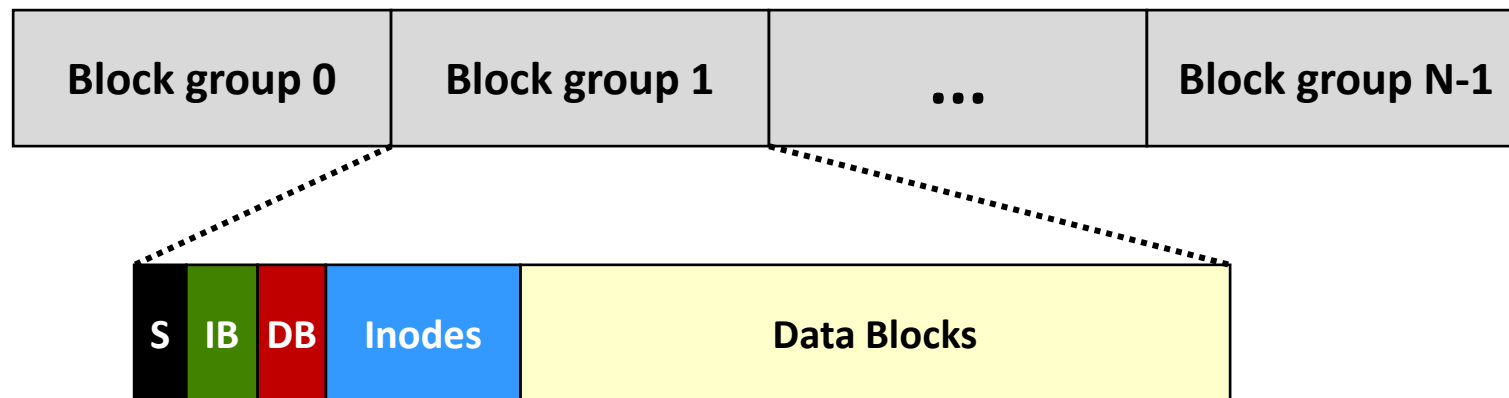 Block group 0 Block group 1 ... Block group N-1
S IB DB Inodes Data Blocks